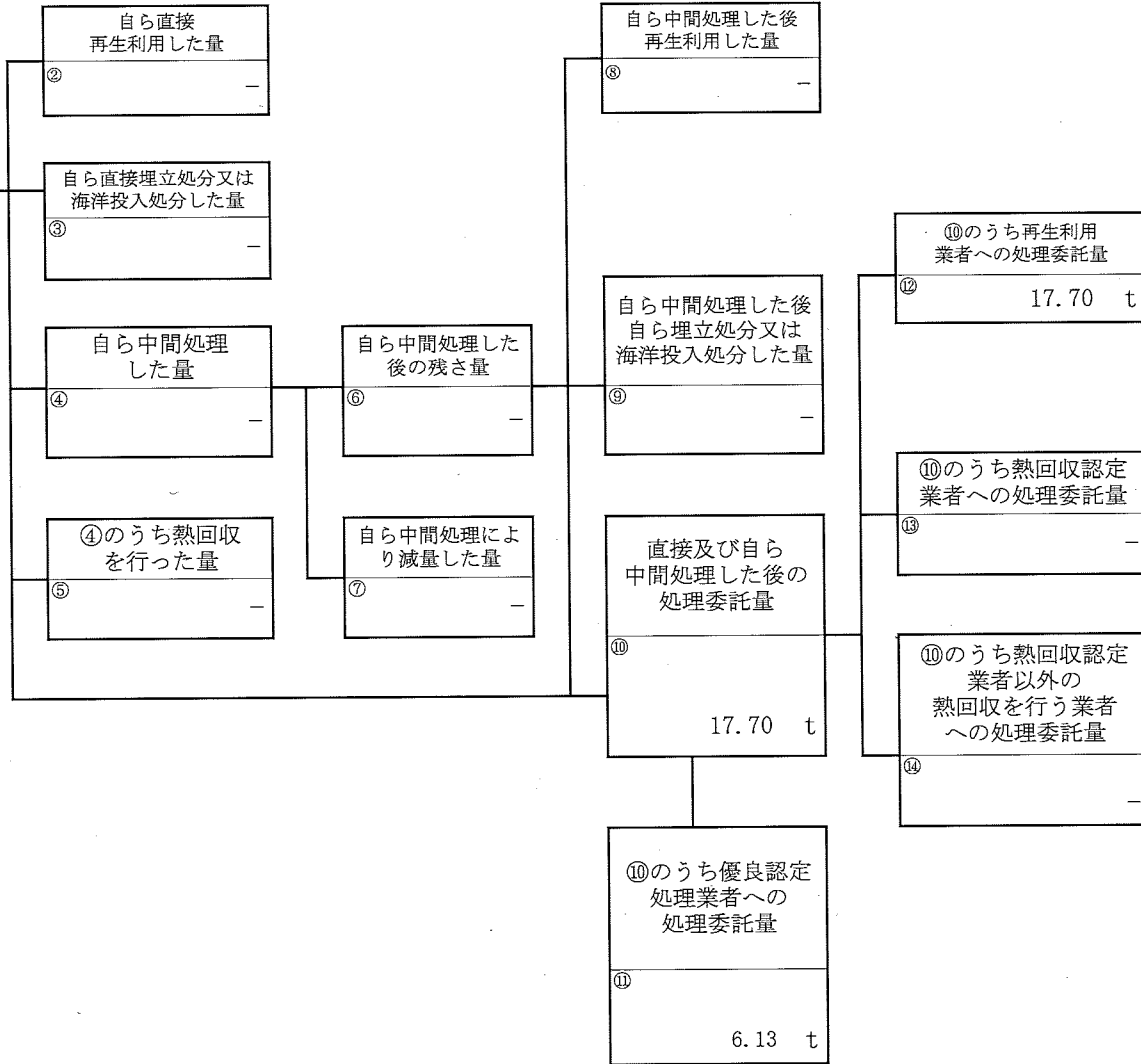 自ら直接
再生利用した量
②
－
自ら直接埋立処分又は
海洋投入処分した量
③
－
自ら中間処理
した量
④
－
④のうち熱回収
を行った量
⑤
－
自ら中間処理した
後の残さ量
⑥
－
自ら中間処理によ
り減量した量
⑦
－
自ら中間処理した後
再生利用した量
⑧
－
自ら中間処理した後
自ら埋立処分又は
海洋投入処分した量
⑨
－
直接及び自ら
中間処理した後の
処理委託量
⑩
17.70 t
⑩のうち優良認定
処理業者への
処理委託量
⑪
6.13 t
⑩のうち再生利用
業者への処理委託量
⑫
17.70 t
⑩のうち熱回収認定
業者への処理委託量
⑬
－
⑩のうち熱回収認定
業者以外の
熱回収を行う業者
への処理委託量
⑭
－